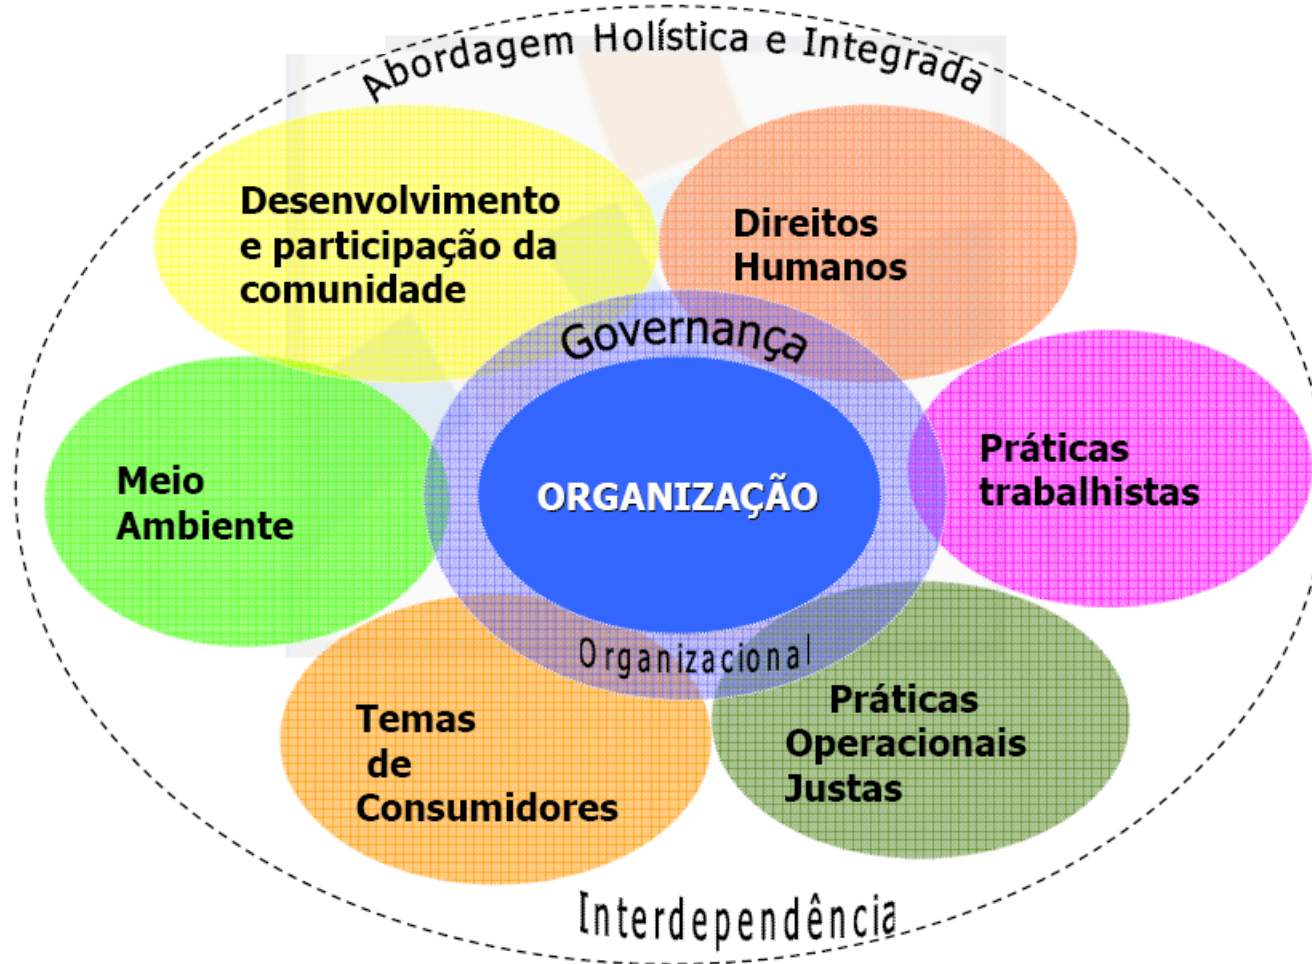 Abordagem Holística e Integrada
Desenvolvimento
e participação da
comunidade
Direitos
Humanos
Governança
Meio
Ambiente
ORGANIZAÇÃO
Práticas
trabalhistas
Organizacional
Temas
de
Consumidores
Práticas
Operacionais
Justas
Interdependência